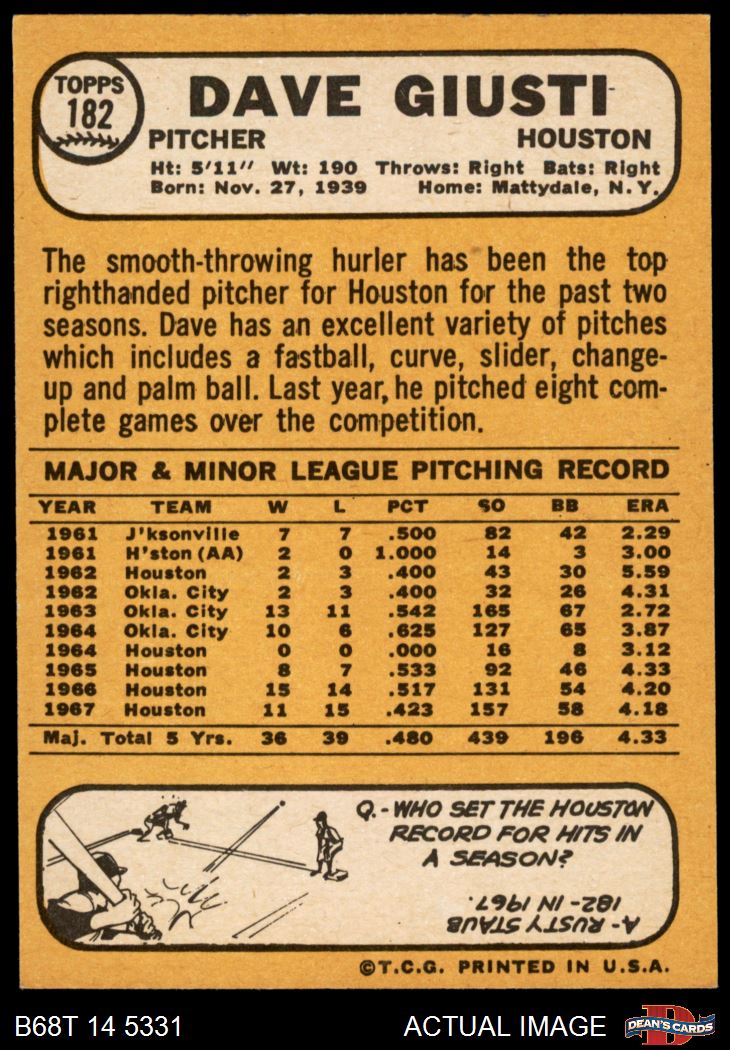 TOPPS
182
DAVE GIUSTI
PITCHER HOUSTON
Ht: 5'11" Wt: 190 Throws: Right Bats: Right
Born: Nov. 27, 1939 Home: Mattydale, N.Y.
The smooth-throwing hurler has been the top
righthanded pitcher for Houston for the past two
seasons. Dave has an excellent variety of pitches
which includes a fastball, curve, slider, change-
up and palm ball. Last year, he pitched eight com-
plete games over the competition.
MAJOR & MINOR LEAGUE PITCHING RECORD
YEAR TEAM W L PCT SO BB ERA
1961 J'ksonville 7 7 .500 82 42 2.29
1961 H'ston (AA) 2 0 1.000 14 3 3.00
1962 Houston 2 3 .400 43 30 5.59
1962 Okla. City 2 3 .400 32 26 4.31
1963 Okla. City 13 11 .542 165 67 2.72
1964 Okla. City 10 6 .625 127 65 3.87
1964 Houston 0 0 .000 16 8 3.12
1965 Houston 8 7 .533 92 46 4.33
1966 Houston 15 14 .517 131 54 4.20
1967 Houston 11 15 .423 157 58 4.18
Maj. Total 5 Yrs. 36 39 .480 439 196 4.33
Q.-WHO SET THE HOUSTON
RECORD FOR HITS IN
A SEASON?
A-RUSTY STAUB
182-IN 1967.
©T.C.G. PRINTED IN U.S.A.
B68T 14 5331 ACTUAL IMAGE D DEAN'S CARDS